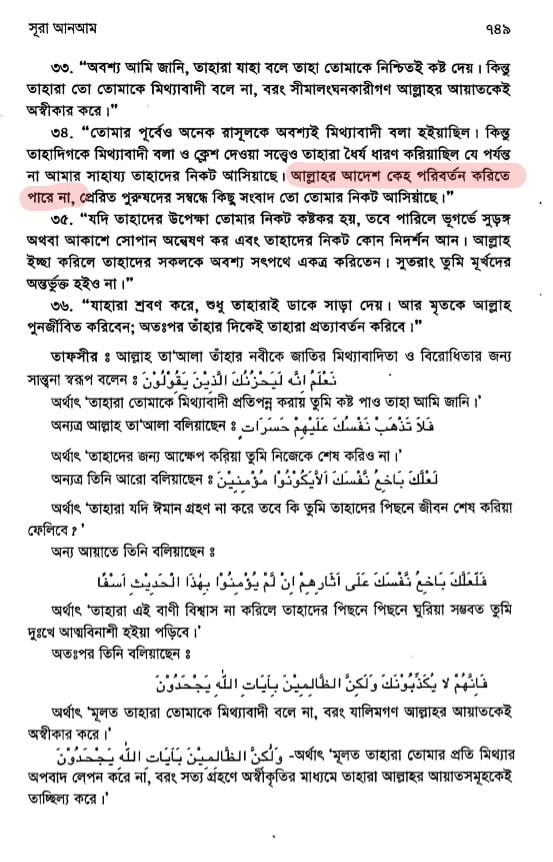 সূরা আনআম ৭৪৯
৩৩. “অবশ্য আমি জানি, তাহারা যাহা বলে তাহা তোমাকে নিশ্চিতই কষ্ট দেয়। কিন্তু
তাহারা তো তোমাকে মিথ্যাবাদী বলে না, বরং সীমালংঘনকারীগণ আল্লাহর আয়াতকেই
অস্বীকার করে।”
৩৪. “তোমার পূর্বেও অনেক রাসূলকে অবশ্যই মিথ্যাবাদী বলা হইয়াছিল। কিন্তু
তাহাদিগকে মিথ্যাবাদী বলা ও ক্লেশ দেওয়া সত্ত্বেও তাহারা ধৈর্য ধারণ করিয়াছিল যে পর্যন্ত
না আমার সাহায্য তাহাদের নিকট আসিয়াছে। আল্লাহর আদেশ কেহ পরিবর্তন করিতে
পারে না, প্রেরিত পুরুষদের সম্বন্ধে কিছু সংবাদ তো তোমার নিকট আসিয়াছে।”
৩৫. “যদি তাহাদের উপেক্ষা তোমার নিকট কষ্টকর হয়, তবে পারিলে ভূগর্ভে সুড়ঙ্গ
অথবা আকাশে সোপান অন্বেষণ কর এবং তাহাদের নিকট কোন নিদর্শন আন। আল্লাহ
ইচ্ছা করিলে তাহাদের সকলকে অবশ্য সৎপথে একত্র করিতেন। সুতরাং তুমি মূর্খদের
অন্তর্ভুক্ত হইও না।”
৩৬. “যাহারা শ্রবণ করে, শুধু তাহারাই ডাকে সাড়া দেয়। আর মৃতকে আল্লাহ
পুনর্জীবিত করিবেন; অতঃপর তাঁহার দিকেই তাহারা প্রত্যাবর্তন করিবে।”
তাফসীর : আল্লাহ তা‘আলা তাঁহার নবীকে জাতির মিথ্যাবাদিতা ও বিরোধিতার জন্য
সান্ত্বনা স্বরূপ বলেন : نَعْلَمُ اِنَّهُ لَيَحْزُنُكَ الَّذِيْنَ يَقُوْلُوْنَ
অর্থাৎ ‘তাহারা তোমাকে মিথ্যাবাদী প্রতিপন্ন করায় তুমি কষ্ট পাও তাহা আমি জানি।’
অন্যত্র আল্লাহ তা‘আলা বলিয়াছেন : فَلاَ تَذْهَبْ نَفْسُكَ عَلَيْهِمْ حَسَرَاتٍ
অর্থাৎ ‘তাহাদের জন্য আক্ষেপ করিয়া তুমি নিজেকে শেষ করিও না।’
অন্যত্র তিনি আরো বলিয়াছেন : لَعَلَّكَ بَاخِعٌ نَّفْسَكَ اَلاَّيَكُوْنُوْا مُؤْمِنِيْنَ
অর্থাৎ ‘তাহারা যদি ঈমান গ্রহণ না করে তবে কি তুমি তাহাদের পিছনে জীবন শেষ করিয়া
ফেলিবে ?’
অন্য আয়াতে তিনি বলিয়াছেন :
فَلَعَلَّكَ بَاخِعٌ نَّفْسَكَ عَلَى اٰثَارِهِمْ اِنْ لَّمْ يُؤْمِنُوْا بِهٰذَا الْحَدِيْثِ اَسَفًا
অর্থাৎ ‘তাহারা এই বাণী বিশ্বাস না করিলে তাহাদের পিছনে পিছনে ঘুরিয়া সম্ভবত তুমি
দুঃখে আত্মবিনাশী হইয়া পড়িবে।’
অতঃপর তিনি বলিয়াছেন :
فَاِنَّهُمْ لاَ يُكَذِّبُوْنَكَ وَلٰكِنَّ الظَّالِمِيْنَ بِاٰيَاتِ اللّٰهِ يَجْحَدُوْنَ
অর্থাৎ ‘মূলত তাহারা তোমাকে মিথ্যাবাদী বলে না, বরং যালিমগণ আল্লাহর আয়াতকেই
অস্বীকার করে।’
وَلٰكِنَّ الظَّالِمِيْنَ بِاٰيَاتِ اللّٰهِ يَجْحَدُوْنَ -অর্থাৎ ‘মূলত তাহারা তোমার প্রতি মিথ্যার
অপবাদ লেপন করে না, বরং সত্য গ্রহণে অস্বীকৃতির মাধ্যমে তাহারা আল্লাহর আয়াতসমূহকেই
তাচ্ছিল্য করে।’